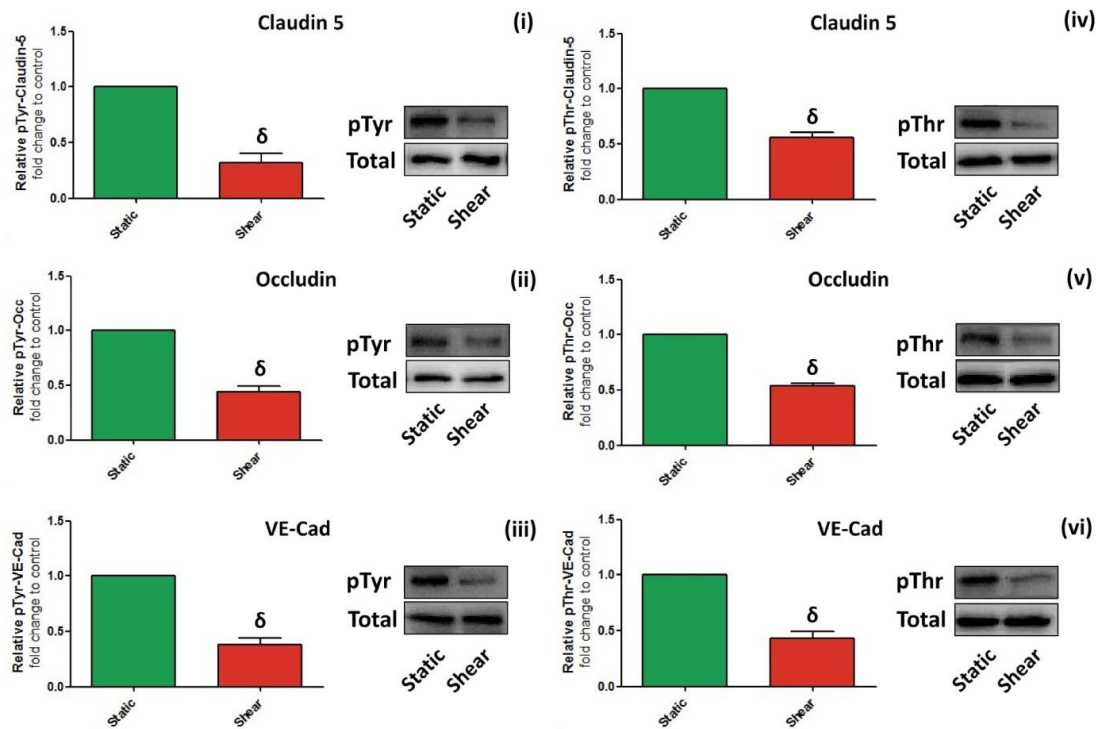 Claudin 5
(i)
Relative pTyr-Claudin-5
fold change to control
1.5
1.0
0.5
0.0
δ
Static
Shear
pTyr
Total
Static
Shear
Claudin 5
(iv)
Relative pThr-Claudin-5
fold change to control
1.5
1.0
0.5
0.0
δ
Static
Shear
pThr
Total
Static
Shear
Occludin
(ii)
Relative pTyr-Occ
fold change to control
1.5
1.0
0.5
0.0
δ
Static
Shear
pTyr
Total
Static
Shear
Occludin
(v)
Relative pThr-Occ
fold change to control
1.5
1.0
0.5
0.0
δ
Static
Shear
pThr
Total
Static
Shear
VE-Cad
(iii)
Relative pTyr-VE-Cad
fold change to control
1.5
1.0
0.5
0.0
δ
Static
Shear
pTyr
Total
Static
Shear
VE-Cad
(vi)
Relative pThr-VE-Cad
fold change to control
1.5
1.0
0.5
0.0
δ
Static
Shear
pThr
Total
Static
Shear